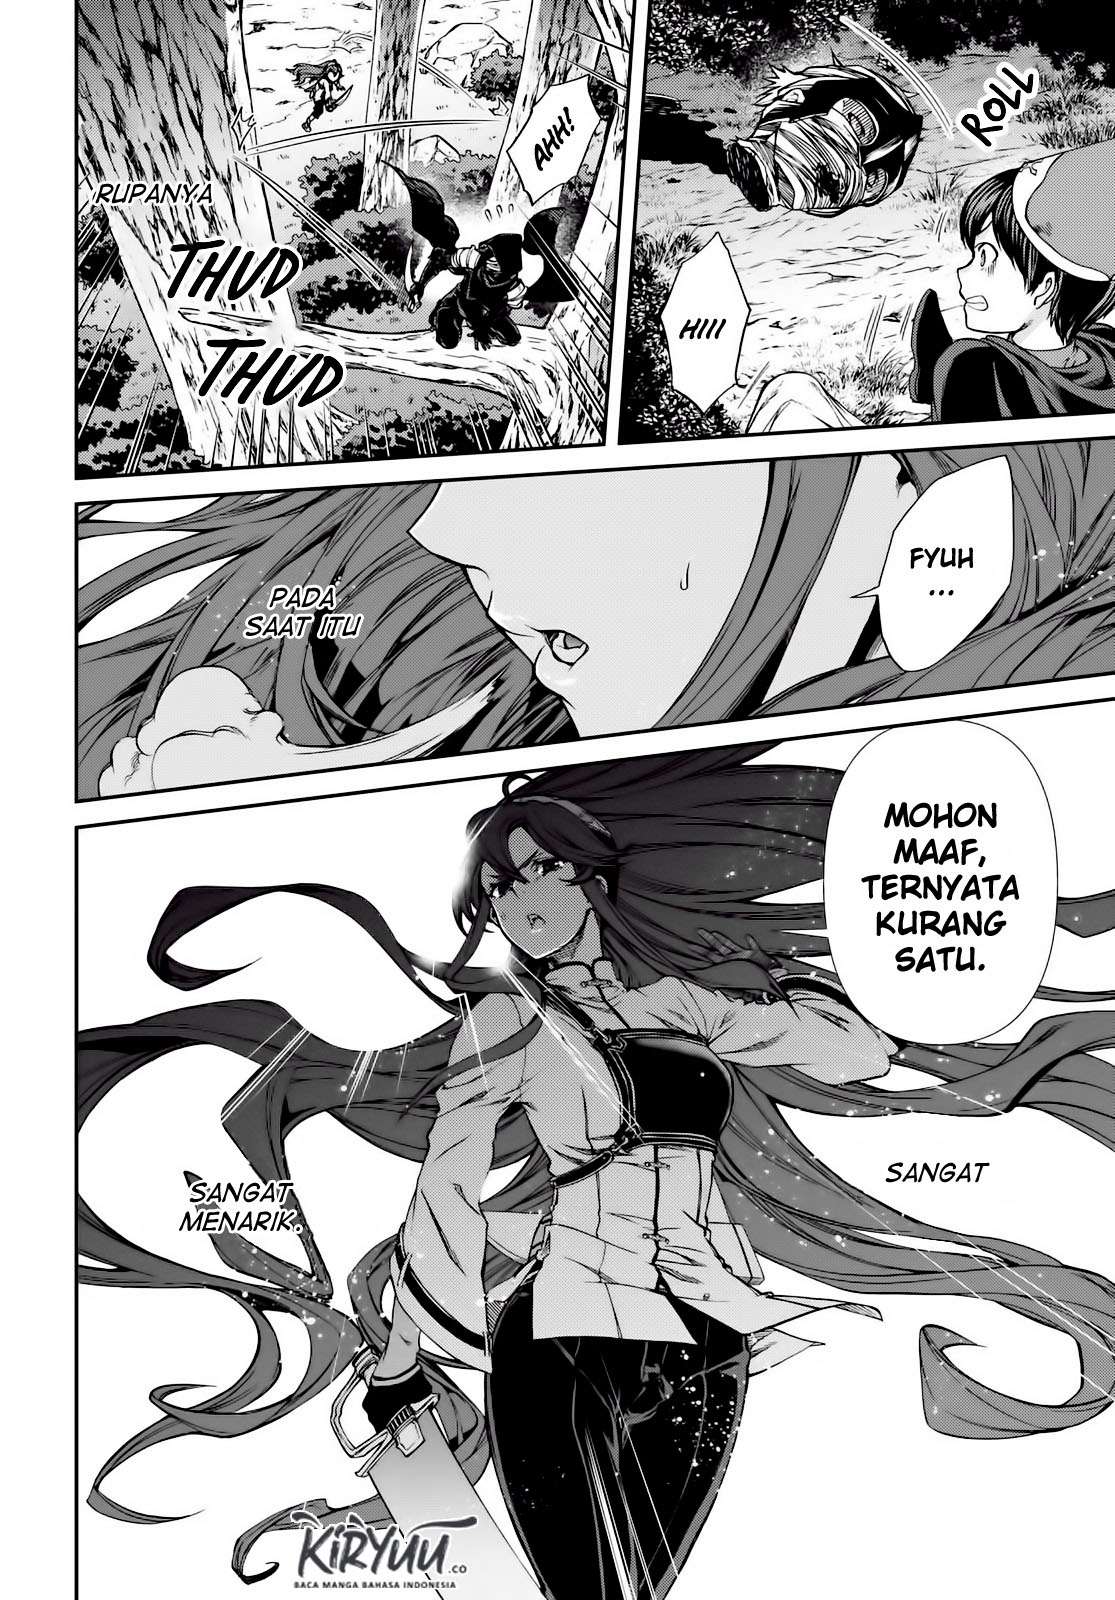 ROLL
HIII
AHH!
RUPANYA
THUD
THUD
FYUH
...
PADA
SAAT ITU
MOHON
MAAF,
TERNYATA
KURANG
SATU.
SANGAT
SANGAT
MENARIK.
KIRYUU.CO
BACA MANGA BAHASA INDONESIA